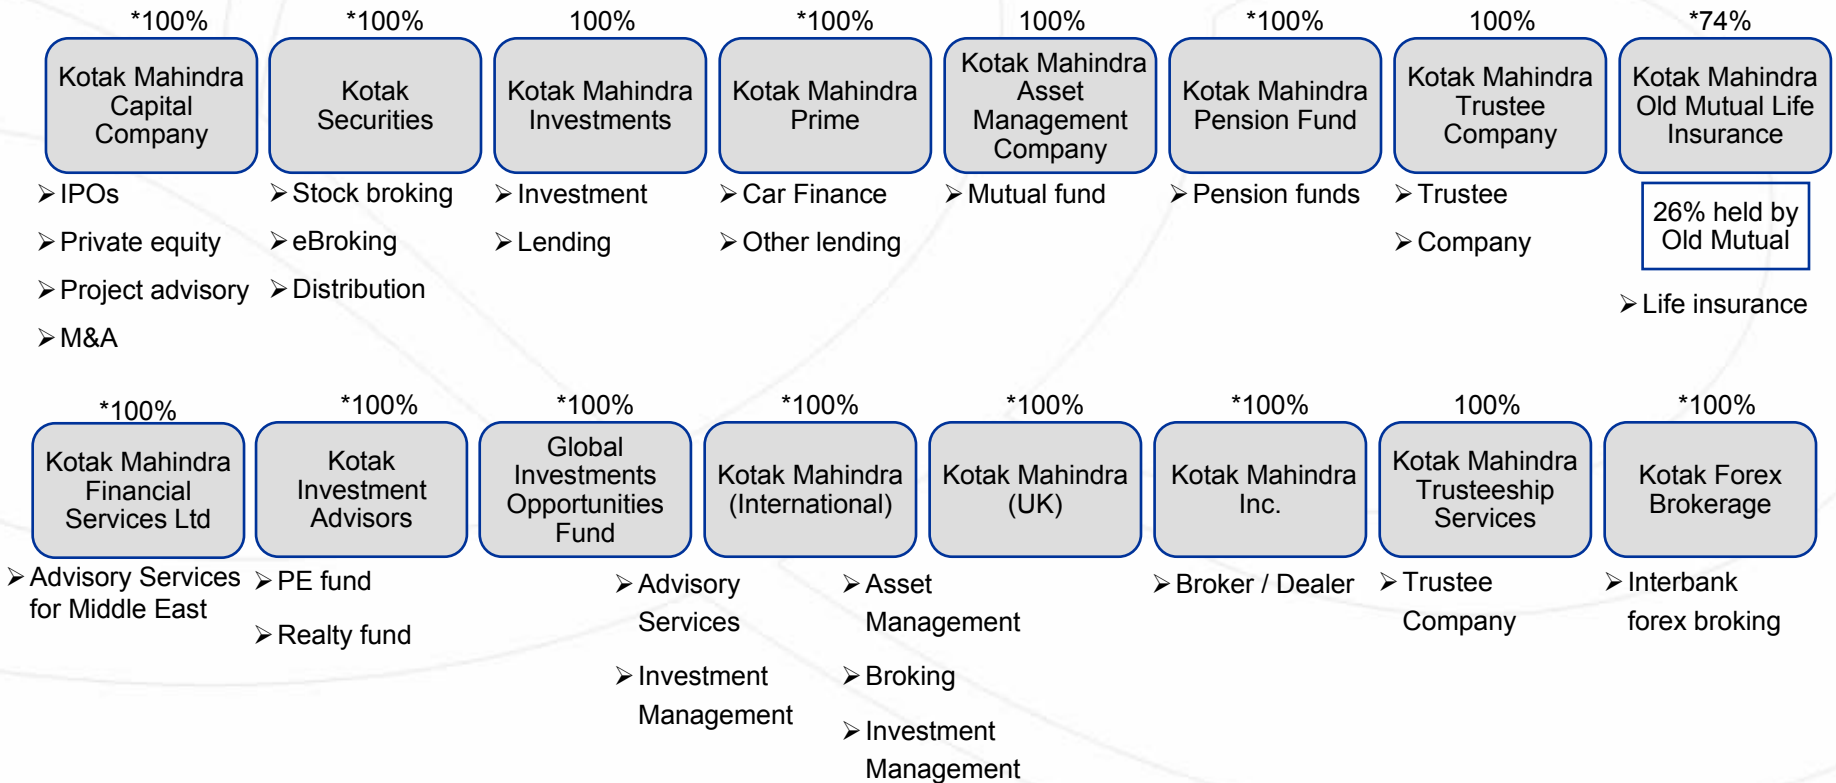 *100%
Kotak Mahindra
Capital
Company
➢ IPOs
➢ Private equity
➢ Project advisory
➢ M&A
*100%
Kotak
Securities
➢ Stock broking
➢ eBroking
➢ Distribution
100%
Kotak Mahindra
Investments
➢ Investment
➢ Lending
*100%
Kotak Mahindra
Prime
➢ Car Finance
➢ Other lending
100%
Kotak Mahindra
Asset
Management
Company
➢ Mutual fund
*100%
Kotak Mahindra
Pension Fund
➢ Pension funds
100%
Kotak Mahindra
Trustee
Company
➢ Trustee
➢ Company
*74%
Kotak Mahindra
Old Mutual Life
Insurance
26% held by
Old Mutual
➢ Life insurance
*100%
Kotak Mahindra
Financial
Services Ltd
➢ Advisory Services
for Middle East
*100%
Kotak
Investment
Advisors
➢ PE fund
➢ Realty fund
*100%
Global
Investments
Opportunities
Fund
*100%
Kotak Mahindra
(International)
➢ Advisory
Services
➢ Investment
Management
*100%
Kotak Mahindra
(UK)
➢ Asset
Management
➢ Broking
➢ Investment
Management
*100%
Kotak Mahindra
Inc.
➢ Broker / Dealer
100%
Kotak Mahindra
Trusteeship
Services
➢ Trustee
Company
*100%
Kotak Forex
Brokerage
➢ Interbank
forex broking